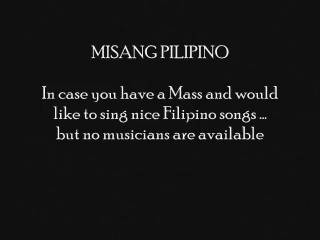 MISANG PILIPINO
In case you have a Mass and would
like to sing nice Filipino songs ...
but no musicians are available